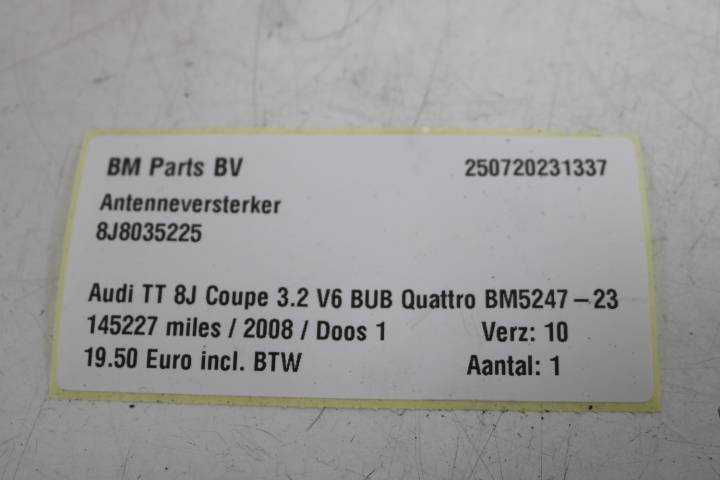 BM Parts BV 250720231337
Antenneversterker
8J8035225
Audi TT 8J Coupe 3.2 V6 BUB Quattro BM5247-23
145227 miles / 2008 / Doos 1 Verz: 10
19.50 Euro incl. BTW Aantal: 1